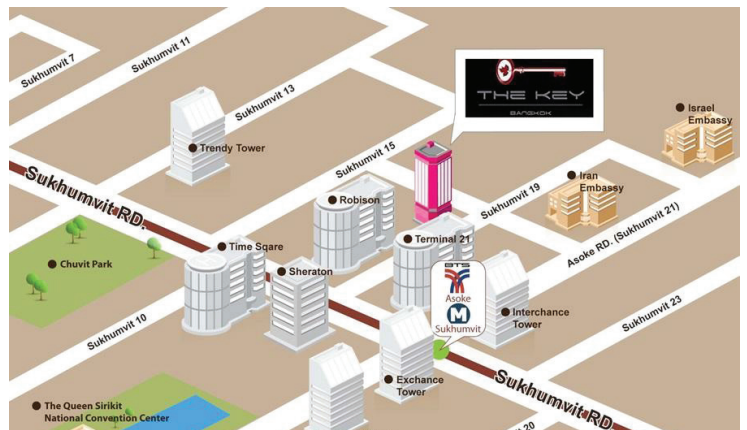 Sukhumvit 7
Sukhumvit 11
Sukhumvit 13
THE KEY
BANGKOK
Israel
Embassy
Trendy Tower
Sukhumvit 15
Iran
Embassy
Sukhumvit RD.
Robison
Sukhumvit 19
Asoke RD. (Sukhumvit 21)
Time Sqare
Terminal 21
Chuvit Park
Sheraton
BTS
Asoke
M
Sukhumvit
Interchance
Tower
Sukhumvit 23
Sukhumvit 10
Exchance
Tower
Sukhumvit RD
The Queen Sirikit
National Convention Center
20